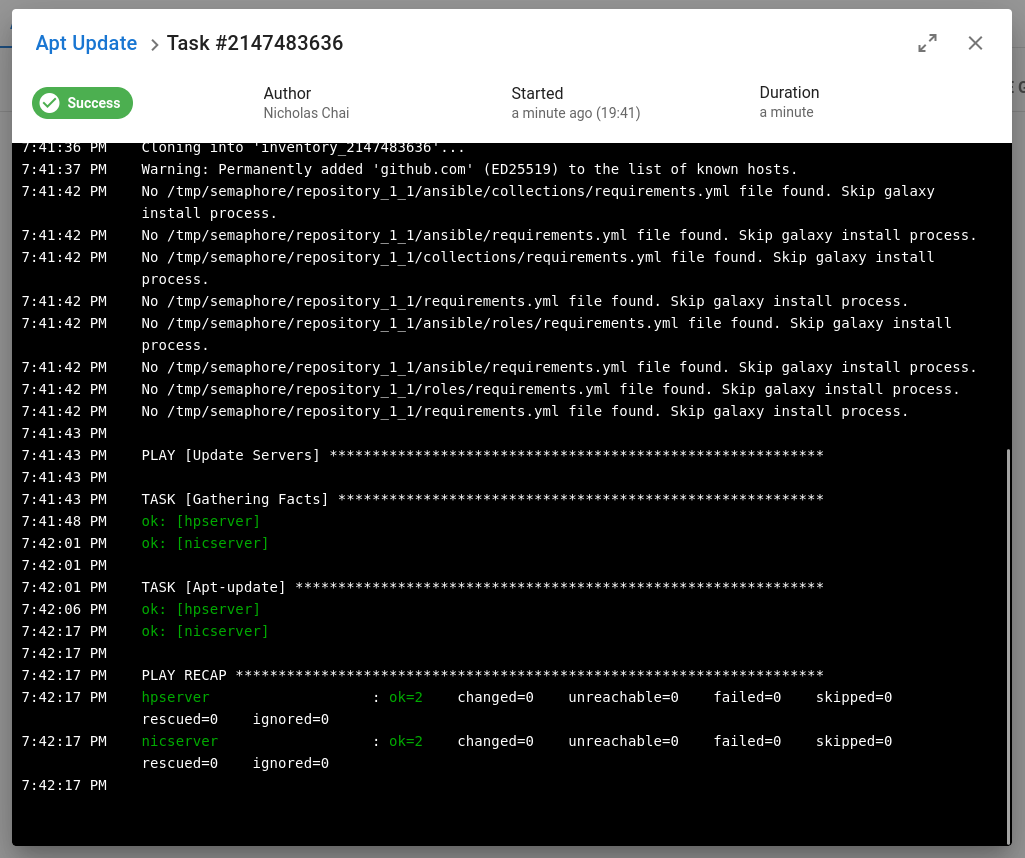 Apt Update > Task #2147483636
Success
Author
Nicholas Chai
Started
a minute ago (19:41)
Duration
a minute
7:41:36 PM Cloning into 'inventory_2147483636'...
7:41:37 PM Warning: Permanently added 'github.com' (ED25519) to the list of known hosts.
7:41:42 PM No /tmp/semaphore/repository_1_1/ansible/collections/requirements.yml file found. Skip galaxy
install process.
7:41:42 PM No /tmp/semaphore/repository_1_1/ansible/requirements.yml file found. Skip galaxy install process.
7:41:42 PM No /tmp/semaphore/repository_1_1/collections/requirements.yml file found. Skip galaxy install
process.
7:41:42 PM No /tmp/semaphore/repository_1_1/requirements.yml file found. Skip galaxy install process.
7:41:42 PM No /tmp/semaphore/repository_1_1/ansible/roles/requirements.yml file found. Skip galaxy install
process.
7:41:42 PM No /tmp/semaphore/repository_1_1/ansible/requirements.yml file found. Skip galaxy install process.
7:41:42 PM No /tmp/semaphore/repository_1_1/roles/requirements.yml file found. Skip galaxy install process.
7:41:42 PM No /tmp/semaphore/repository_1_1/requirements.yml file found. Skip galaxy install process.
7:41:43 PM
7:41:43 PM PLAY [Update Servers] **********************************************************
7:41:43 PM
7:41:43 PM TASK [Gathering Facts] *********************************************************
7:41:48 PM ok: [hpserver]
7:42:01 PM ok: [nicserver]
7:42:01 PM
7:42:01 PM TASK [Apt-update] **************************************************************
7:42:06 PM ok: [hpserver]
7:42:17 PM ok: [nicserver]
7:42:17 PM
7:42:17 PM PLAY RECAP *********************************************************************
7:42:17 PM hpserver : ok=2 changed=0 unreachable=0 failed=0 skipped=0
rescued=0 ignored=0
7:42:17 PM nicserver : ok=2 changed=0 unreachable=0 failed=0 skipped=0
rescued=0 ignored=0
7:42:17 PM